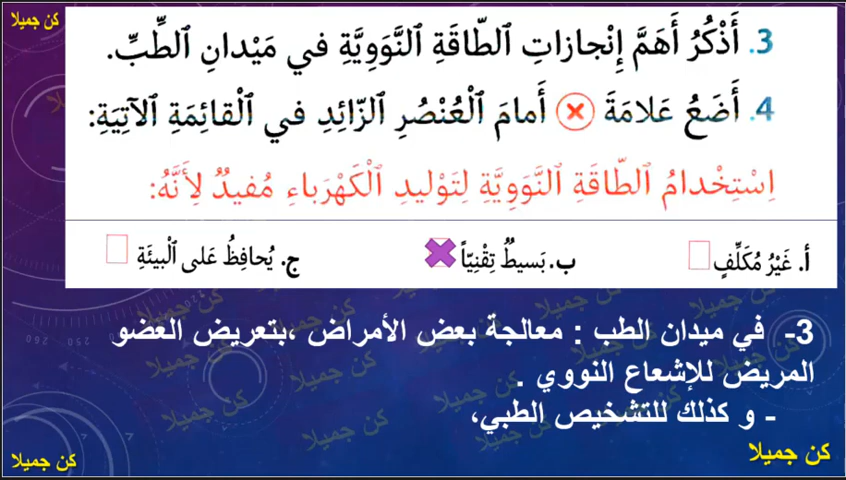 كن جميلا
3. أَذْكُرُ أَهَمَّ إِنْجازاتِ ٱلطّاقَةِ ٱلنَّوَوِيَّةِ في مَيْدانِ ٱلطِّبِّ.
4. أَضَعُ عَلامَةَ × أَمامَ ٱلْعُنْصُرِ ٱلزّائِدِ في ٱلْقائِمَةِ ٱلْآتِيَةِ:
اِسْتِخْدامُ ٱلطّاقَةِ ٱلنَّوَوِيَّةِ لِتَوْليدِ ٱلْكَهْرَباءِ مُفيدٌ لِأَنَّهُ:
أ. غَيْرُ مُكَلِّفٍ ب. بَسيطٌ تِقْنِيّاً ج. يُحافِظُ عَلى ٱلْبيئَةِ
3- في ميدان الطب : معالجة بعض الأمراض ،بتعريض العضو
المريض للإشعاع النووي .
- و كذلك للتشخيص الطبي،
كن جميلا
كن جميلا